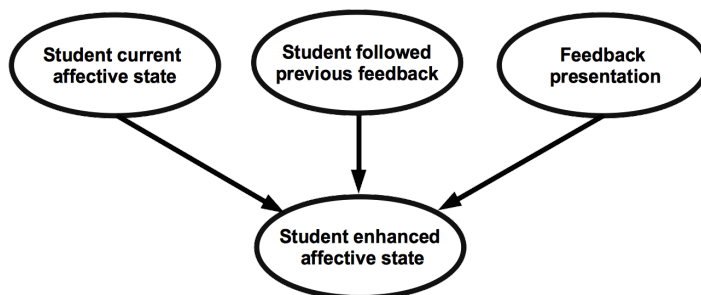 Student current
affective state
Student followed
previous feedback
Feedback
presentation
Student enhanced
affective state